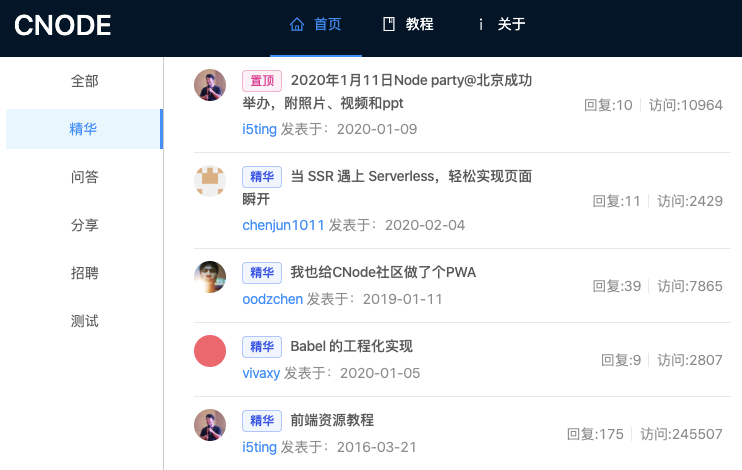 CNODE
首页
教程
关于
全部
精华
问答
分享
招聘
测试
置顶 2020年1月11日Node party@北京成功
举办，附照片、视频和ppt
i5ting 发表于：2020-01-09
回复:10 访问:10964
精华 当 SSR 遇上 Serverless，轻松实现页面
瞬开
chenjun1011 发表于：2020-02-04
回复:11 访问:2429
精华 我也给CNode社区做了个PWA
oodzchen 发表于：2019-01-11
回复:39 访问:7865
精华 Babel 的工程化实现
vivaxy 发表于：2020-01-05
回复:9 访问:2807
精华 前端资源教程
i5ting 发表于：2016-03-21
回复:175 访问:245507